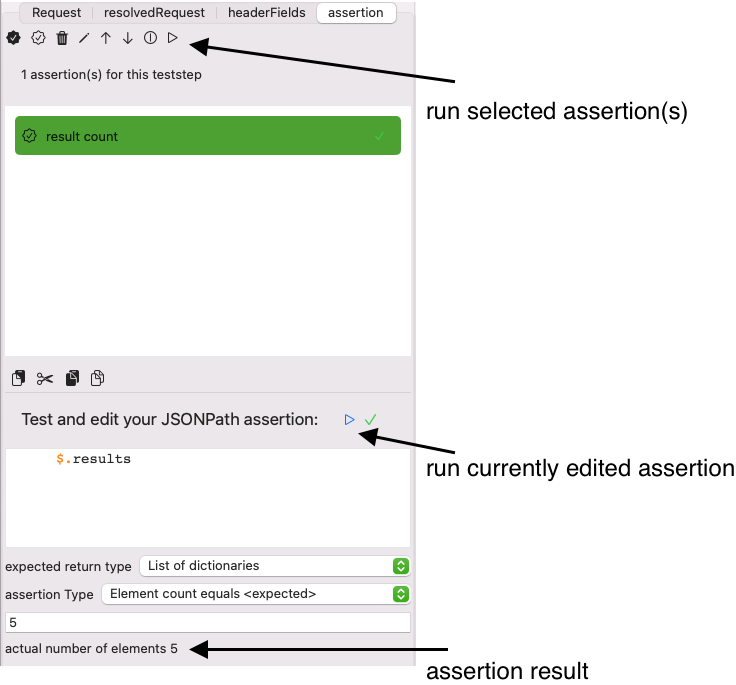 Request resolvedRequest headerFields assertion
1 assertion(s) for this teststep
run selected assertion(s)
result count
Test and edit your JSONPath assertion:
$.results
run currently edited assertion
expected return type List of dictionaries
assertion Type Element count equals <expected>
5
actual number of elements 5
assertion result